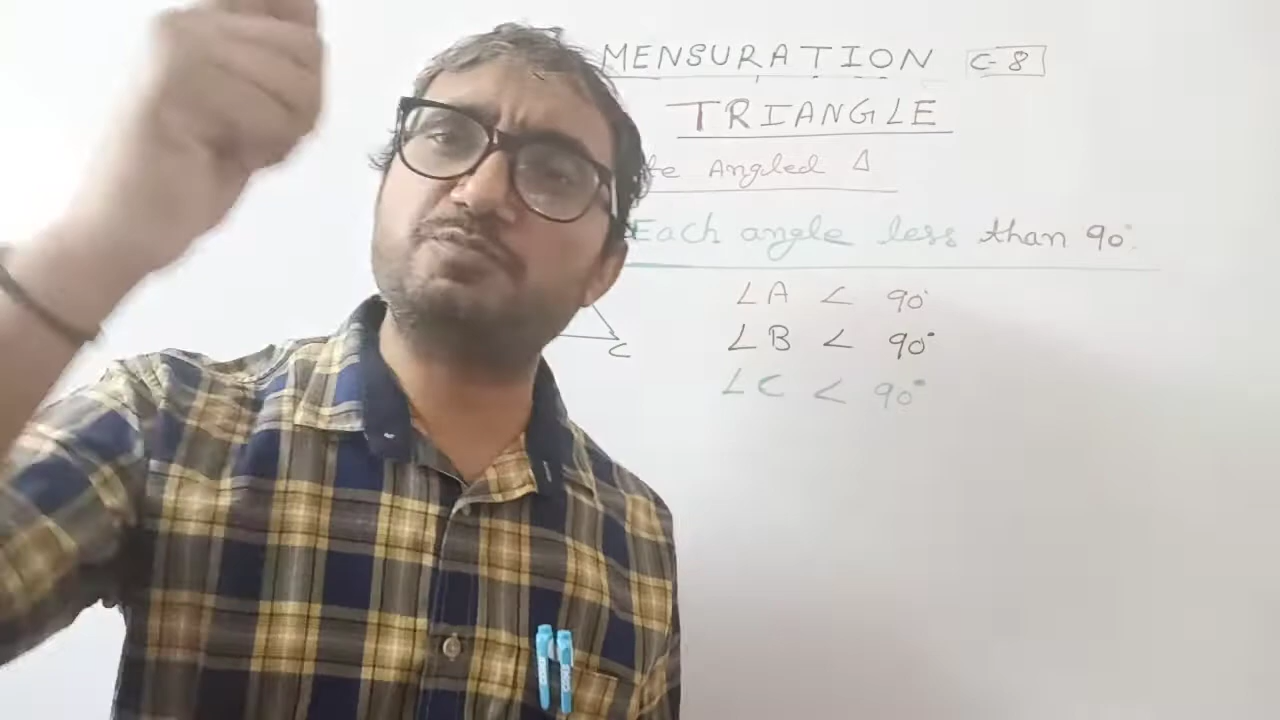 MENSURATION C-8
TRIANGLE
Angled Δ
Each angle less than 90°
∠A < 90°
C
∠B < 90°
∠C < 90°